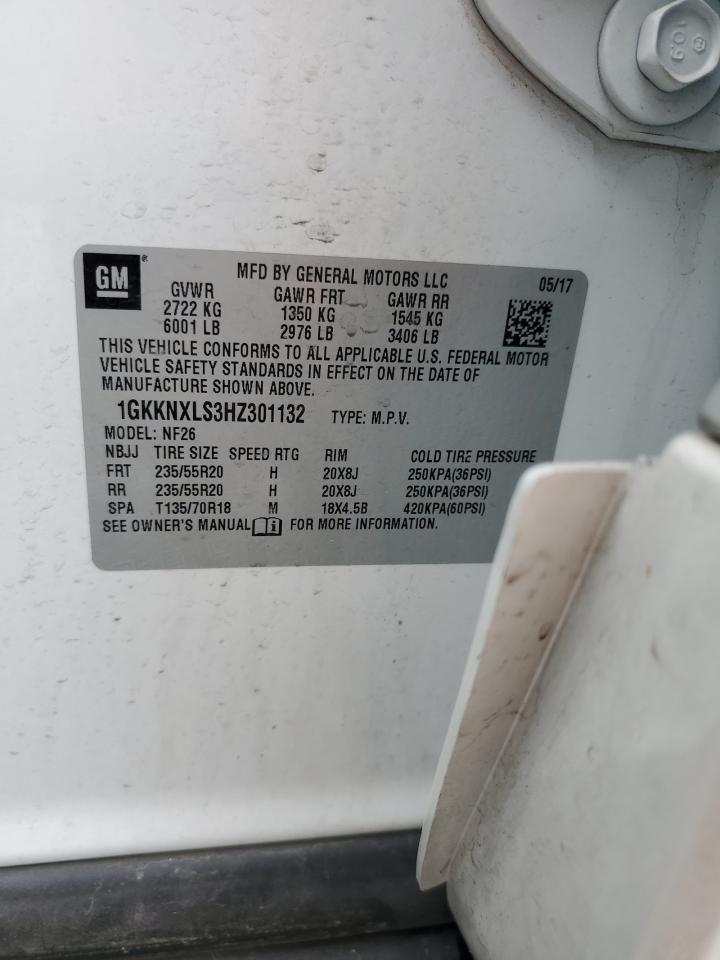 10.9
GM ®
MFD BY GENERAL MOTORS LLC 05/17
GVWR GAWR FRT GAWR RR
2722 KG 1350 KG 1545 KG
6001 LB 2976 LB 3406 LB
THIS VEHICLE CONFORMS TO ALL APPLICABLE U.S. FEDERAL MOTOR
VEHICLE SAFETY STANDARDS IN EFFECT ON THE DATE OF
MANUFACTURE SHOWN ABOVE.
1GKKNXLS3HZ301132 TYPE: M.P.V.
MODEL: NF26
NBJJ TIRE SIZE SPEED RTG RIM COLD TIRE PRESSURE
FRT 235/55R20 H 20X8J 250KPA(36PSI)
RR 235/55R20 H 20X8J 250KPA(36PSI)
SPA T135/70R18 M 18X4.5B 420KPA(60PSI)
SEE OWNER'S MANUAL i FOR MORE INFORMATION.